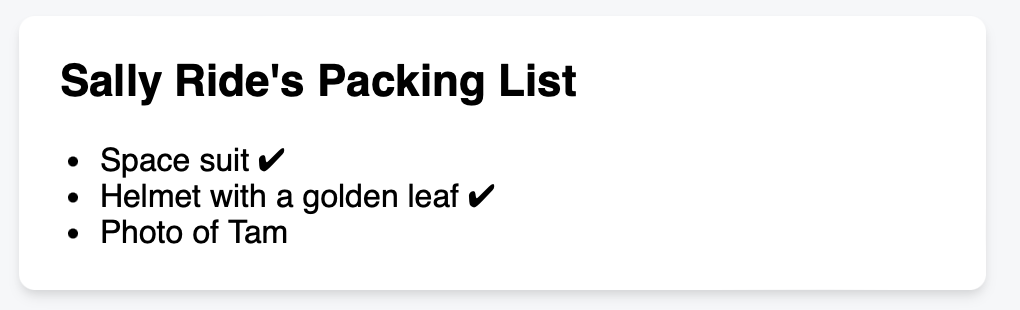 Sally Ride's Packing List
• Space suit ✔
• Helmet with a golden leaf ✔
• Photo of Tam